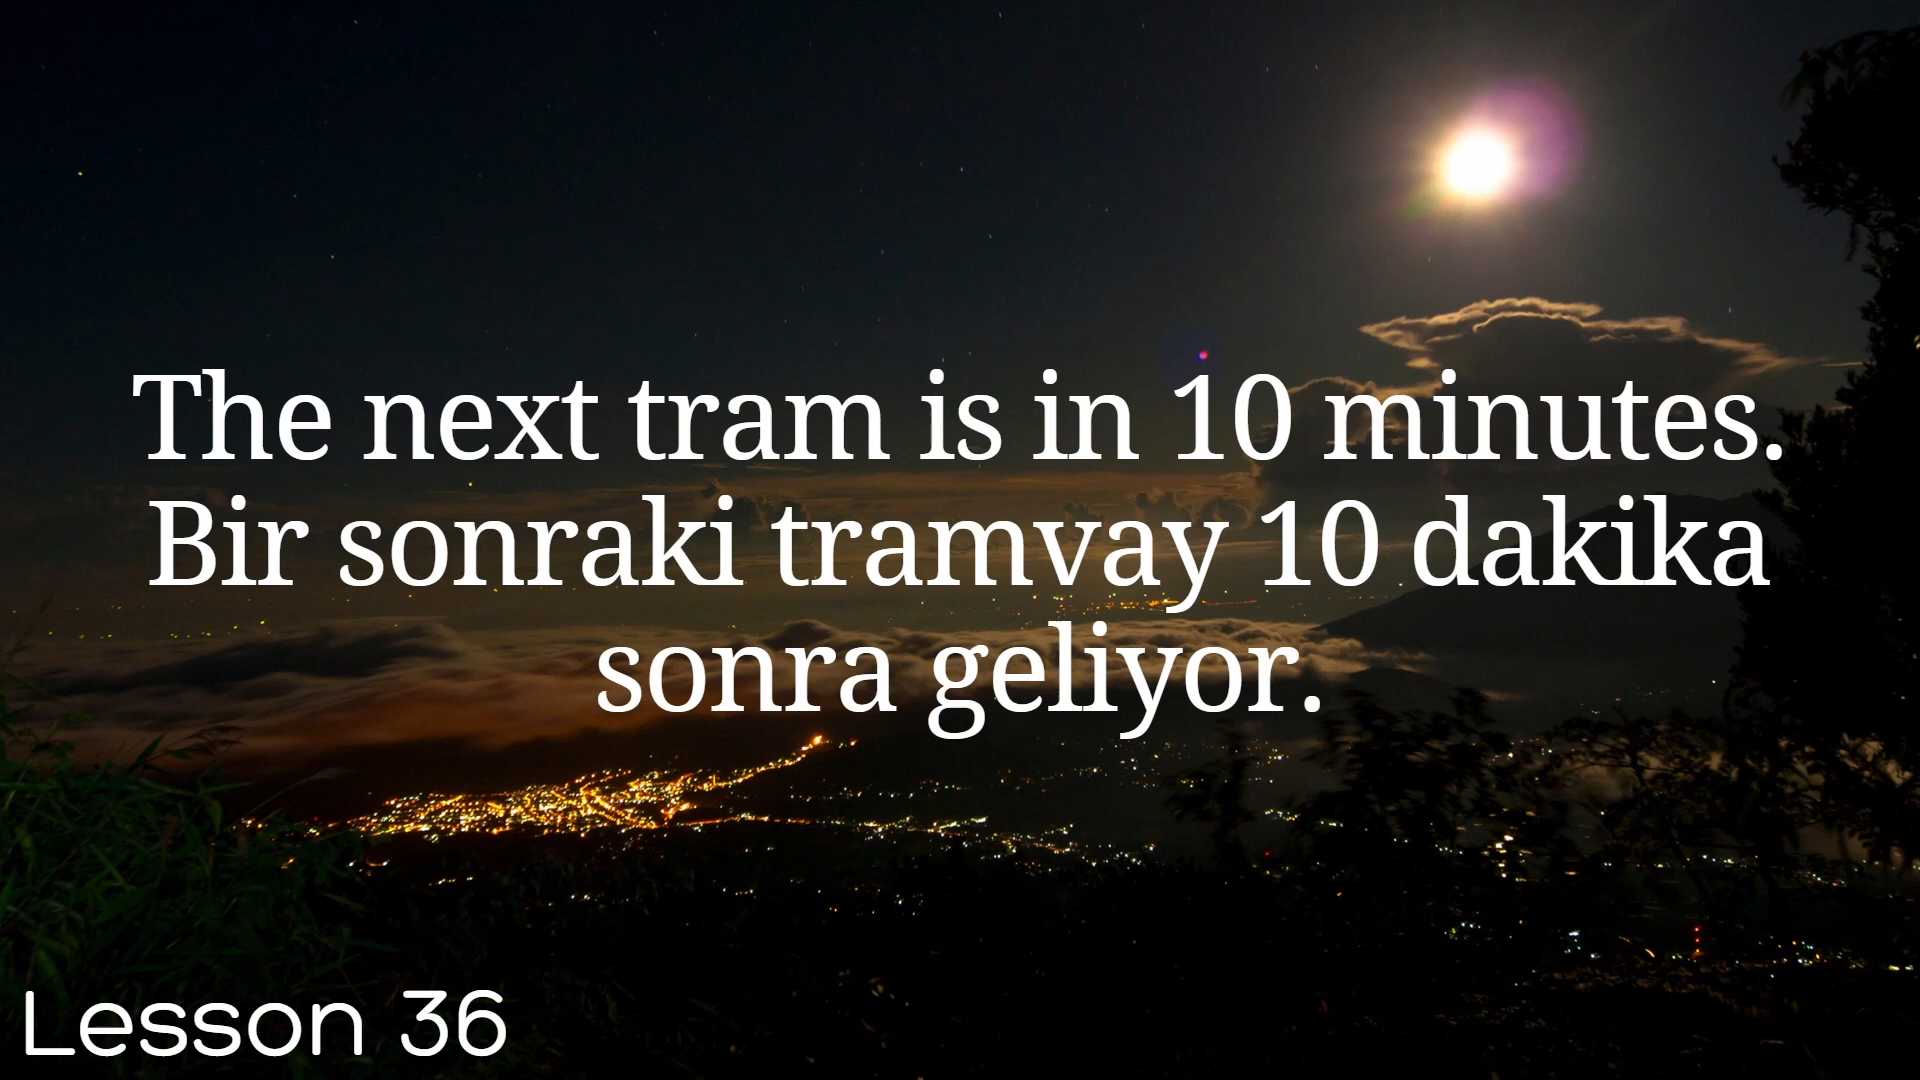 The next tram is in 10 minutes.
Bir sonraki tramvay 10 dakika
sonra geliyor.
Lesson 36